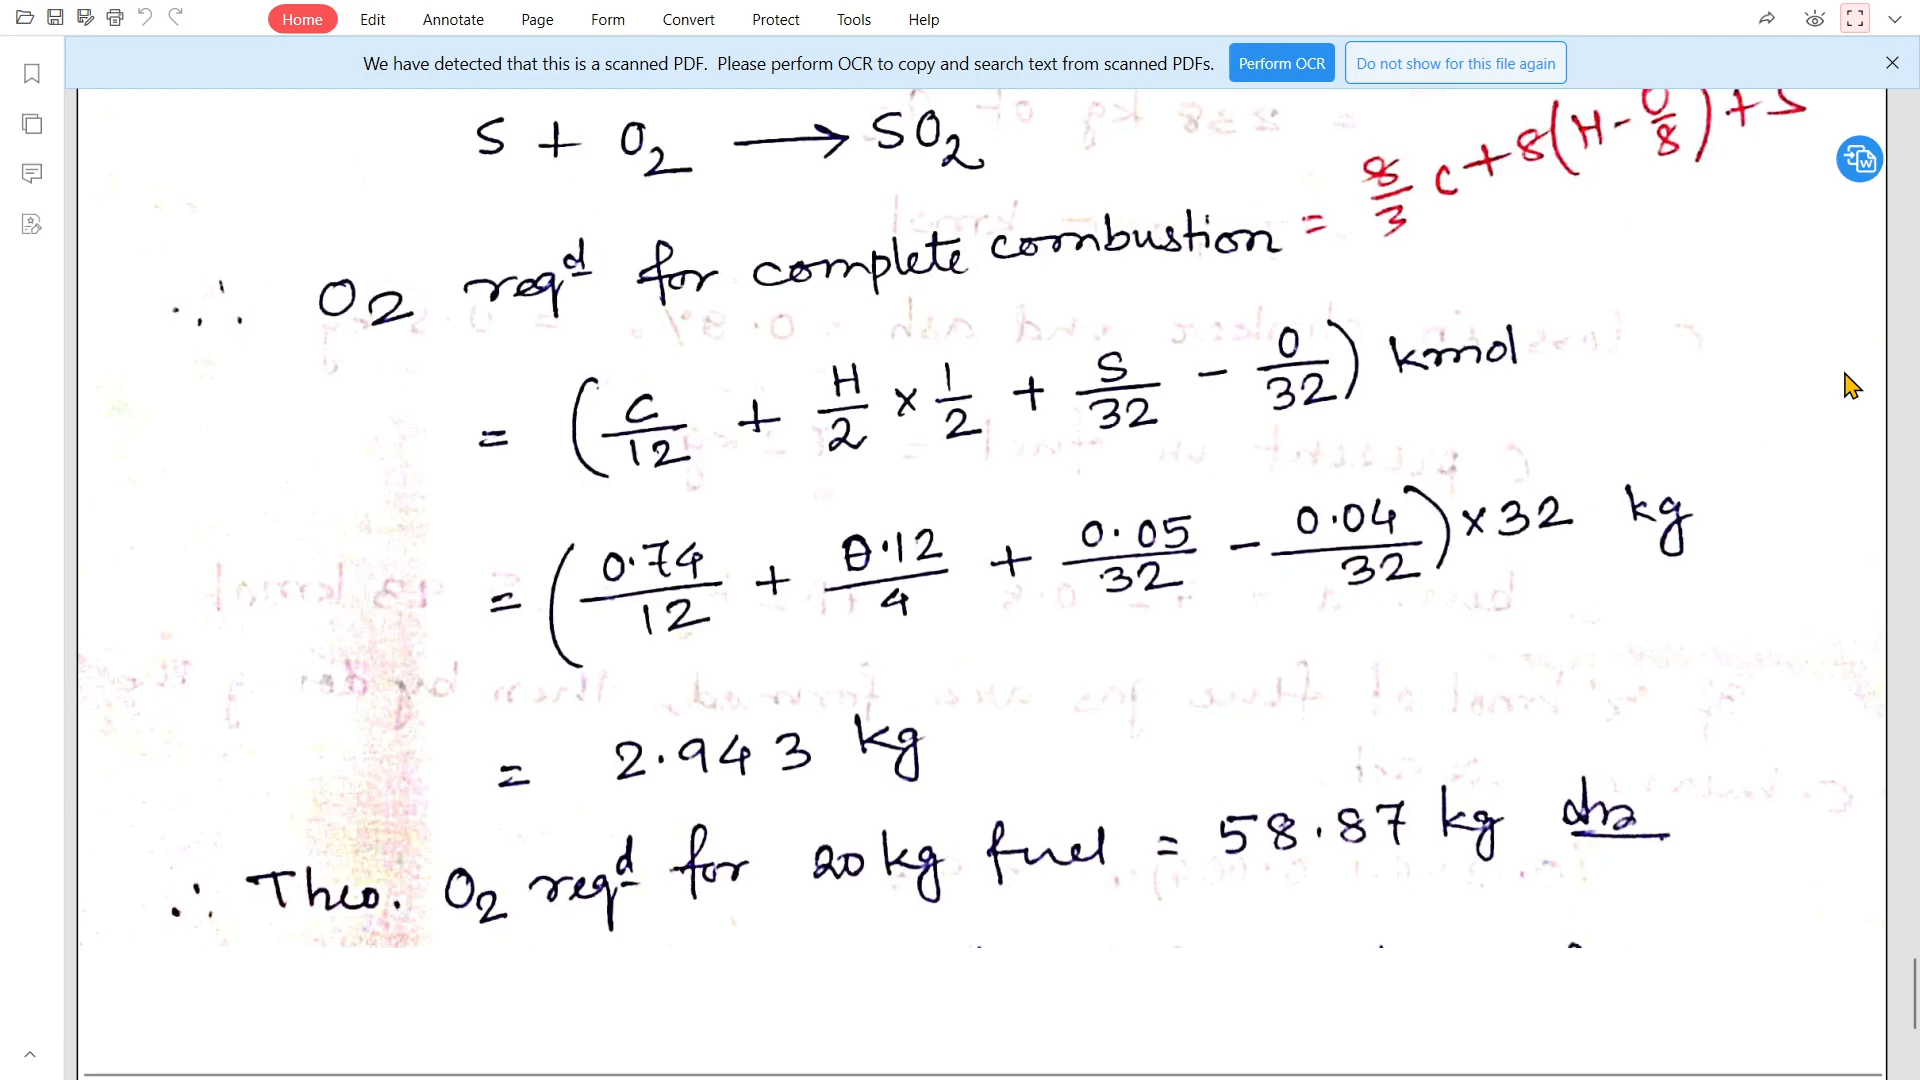 Home Edit Annotate Page Form Convert Protect Tools Help
We have detected that this is a scanned PDF. Please perform OCR to copy and search text from scanned PDFs. Perform OCR Do not show for this file again
S + O2 ⟶ SO2
∴ O2 reqd for complete combustion = 8/3 C + 8(H - O/8) + S
= (C/12 + H/2 × 1/2 + S/32 - O/32) kmol
= (0.74/12 + 0.12/4 + 0.05/32 - 0.04/32) × 32 kg
= 2.943 kg
∴ Theo. O2 reqd for 20 kg fuel = 58.87 kg Ans